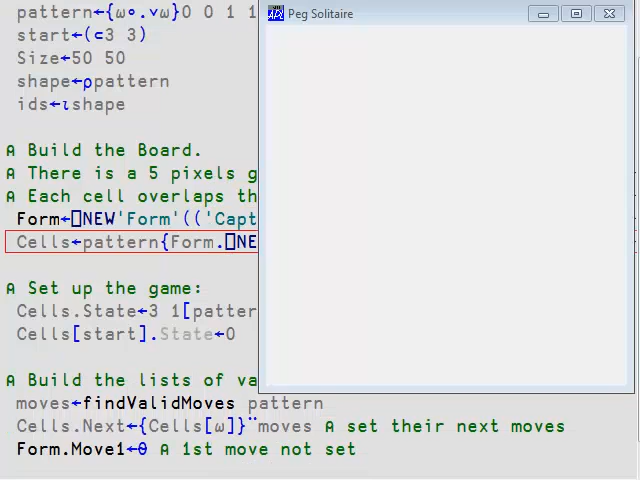 pattern←{⍵∘.∨⍵}0 0 1 1
Peg Solitaire
start←(⊂3 3)
Size←50 50
shape←⍴pattern
ids←⍳shape
⍝ Build the Board.
⍝ There is a 5 pixels g
⍝ Each cell overlaps th
Form←⎕NEW'Form'(('Capt
Cells←pattern{Form.⎕NE
⍝ Set up the game:
Cells.State←3 1[patter
Cells[start].State←0
⍝ Build the lists of va
moves←findValidMoves pattern
Cells.Next←{Cells[⍵]}¨moves ⍝ set their next moves
Form.Move1←⍬ ⍝ 1st move not set